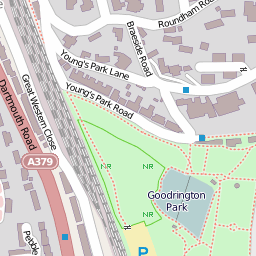 Roundham Road
Braeside Road
Young's Park Lane
Young's Park Road
Great Western Close
Dartmouth Road
A379
NR
NR
Goodrington
Park
NR
Pebble
P